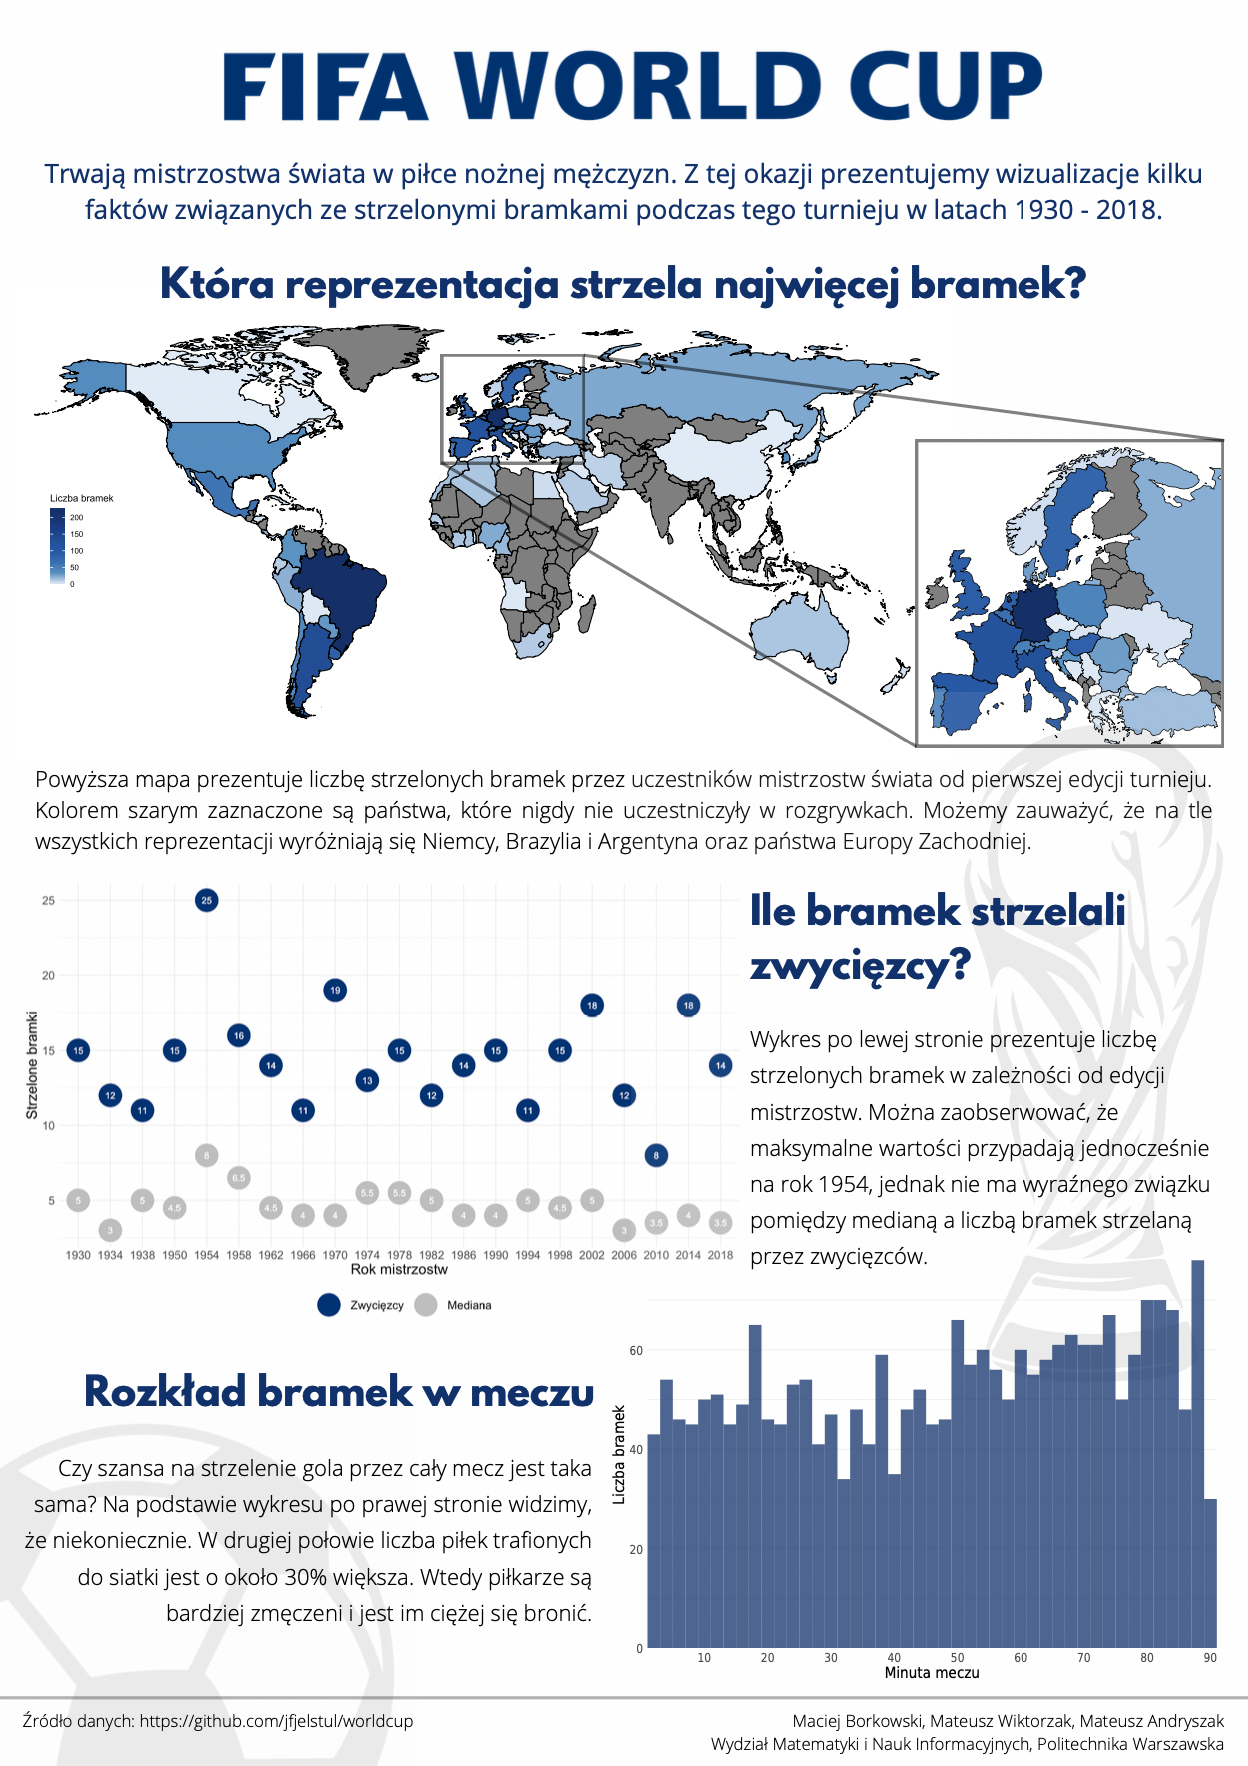 FIFA WORLD CUP
Trwają mistrzostwa świata w piłce nożnej mężczyzn. Z tej okazji prezentujemy wizualizacje kilku
faktów związanych ze strzelonymi bramkami podczas tego turnieju w latach 1930 - 2018.
Która reprezentacja strzela najwięcej bramek?
Liczba bramek
200
150
100
50
0
Powyższa mapa prezentuje liczbę strzelonych bramek przez uczestników mistrzostw świata od pierwszej edycji turnieju.
Kolorem szarym zaznaczone są państwa, które nigdy nie uczestniczyły w rozgrywkach. Możemy zauważyć, że na tle
wszystkich reprezentacji wyróżniają się Niemcy, Brazylia i Argentyna oraz państwa Europy Zachodniej.
Strzelone bramki
25
20
15
10
5
15 12 11 15 25 16 14 11 19 13 15 12 14 15 11 15 18 12 8 18 14
5 3 5 4.5 8 6.5 4.5 4 4 5.5 5.5 5 4 4 5 4.5 5 3 3.5 4 3.5
1930 1934 1938 1950 1954 1958 1962 1966 1970 1974 1978 1982 1986 1990 1994 1998 2002 2006 2010 2014 2018
Rok mistrzostw
Zwycięzcy Mediana
Ile bramek strzelali
zwycięzcy?
Wykres po lewej stronie prezentuje liczbę
strzelonych bramek w zależności od edycji
mistrzostw. Można zaobserwować, że
maksymalne wartości przypadają jednocześnie
na rok 1954, jednak nie ma wyraźnego związku
pomiędzy medianą a liczbą bramek strzelaną
przez zwycięzców.
Rozkład bramek w meczu
Czy szansa na strzelenie gola przez cały mecz jest taka
sama? Na podstawie wykresu po prawej stronie widzimy,
że niekoniecznie. W drugiej połowie liczba piłek trafionych
do siatki jest o około 30% większa. Wtedy piłkarze są
bardziej zmęczeni i jest im ciężej się bronić.
Liczba bramek
60
40
20
0
10 20 30 40 50 60 70 80 90
Minuta meczu
Źródło danych: https://github.com/jfjelstul/worldcup
Maciej Borkowski, Mateusz Wiktorzak, Mateusz Andryszak
Wydział Matematyki i Nauk Informacyjnych, Politechnika Warszawska